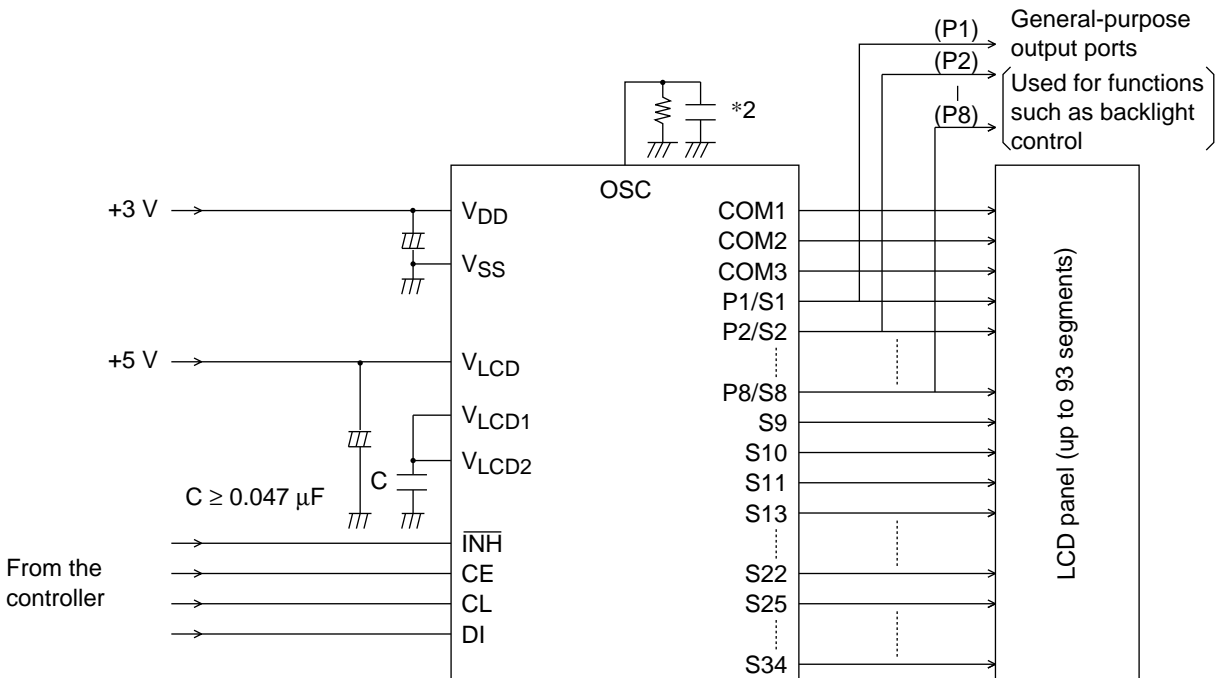 (P1)
General-purpose
output ports
(P2)
(P8)
Used for functions
such as backlight
control
*2
OSC
+3 V
VDD
VSS
+5 V
VLCD
VLCD1
VLCD2
C
C ≥ 0.047 μF
From the
controller
I̅N̅H̅
CE
CL
DI
COM1
COM2
COM3
P1/S1
P2/S2
P8/S8
S9
S10
S11
S13
S22
S25
S34
LCD panel (up to 93 segments)